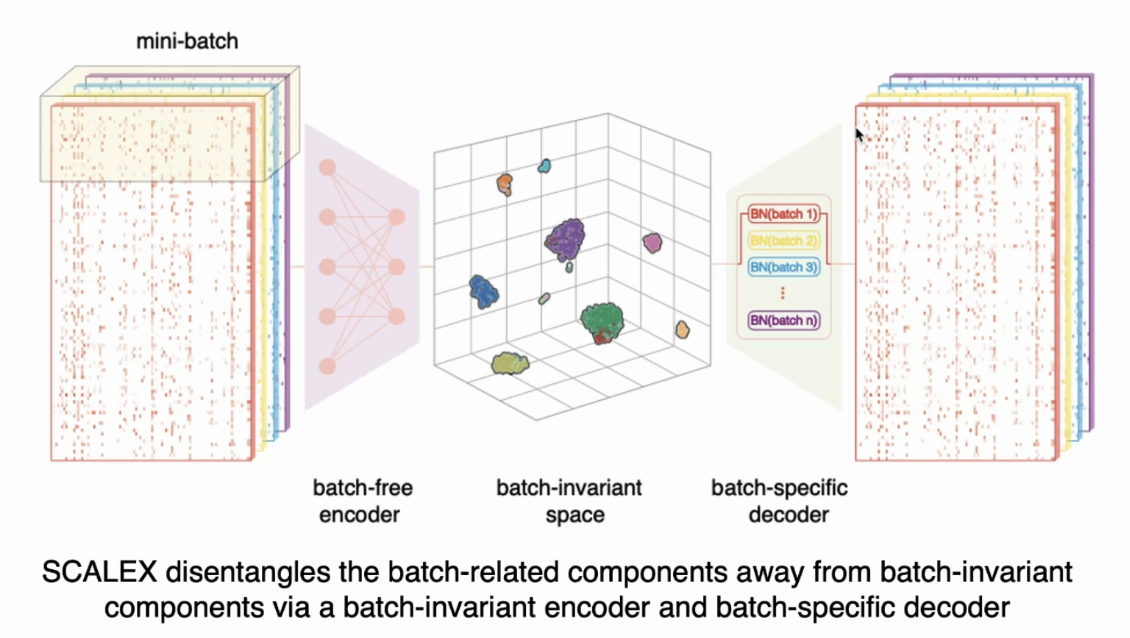 mini-batch
BN(batch 1)
BN(batch 2)
BN(batch 3)
BN(batch n)
batch-free
encoder
batch-invariant
space
batch-specific
decoder
SCALEX disentangles the batch-related components away from batch-invariant
components via a batch-invariant encoder and batch-specific decoder